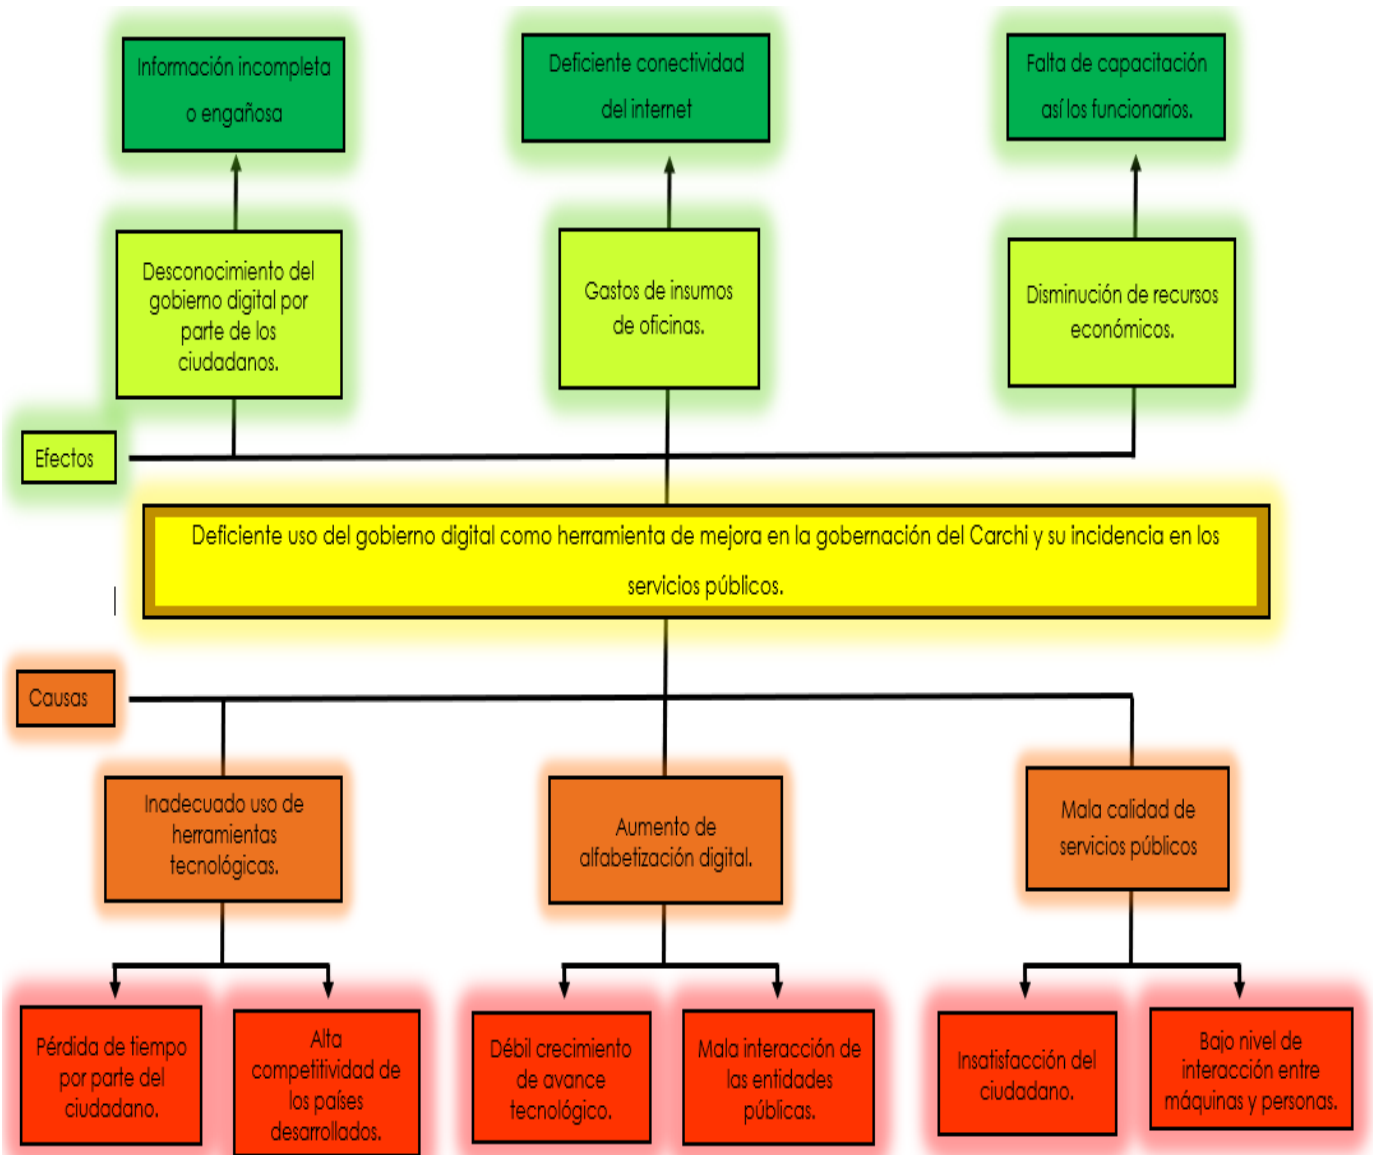 Información incompleta
o engañosa
Deficiente conectividad
del internet
Falta de capacitación
así los funcionarios.
Desconocimiento del
gobierno digital por
parte de los
ciudadanos.
Gastos de insumos
de oficinas.
Disminución de recursos
económicos.
Efectos
Deficiente uso del gobierno digital como herramienta de mejora en la gobernación del Carchi y su incidencia en los
servicios públicos.
Causas
Inadecuado uso de
herramientas
tecnológicas.
Aumento de
alfabetización digital.
Mala calidad de
servicios públicos
Pérdida de tiempo
por parte del
ciudadano.
Alta
competitividad de
los países
desarrollados.
Débil crecimiento
de avance
tecnológico.
Mala interacción de
las entidades
públicas.
Insatisfacción del
ciudadano.
Bajo nivel de
interacción entre
máquinas y personas.